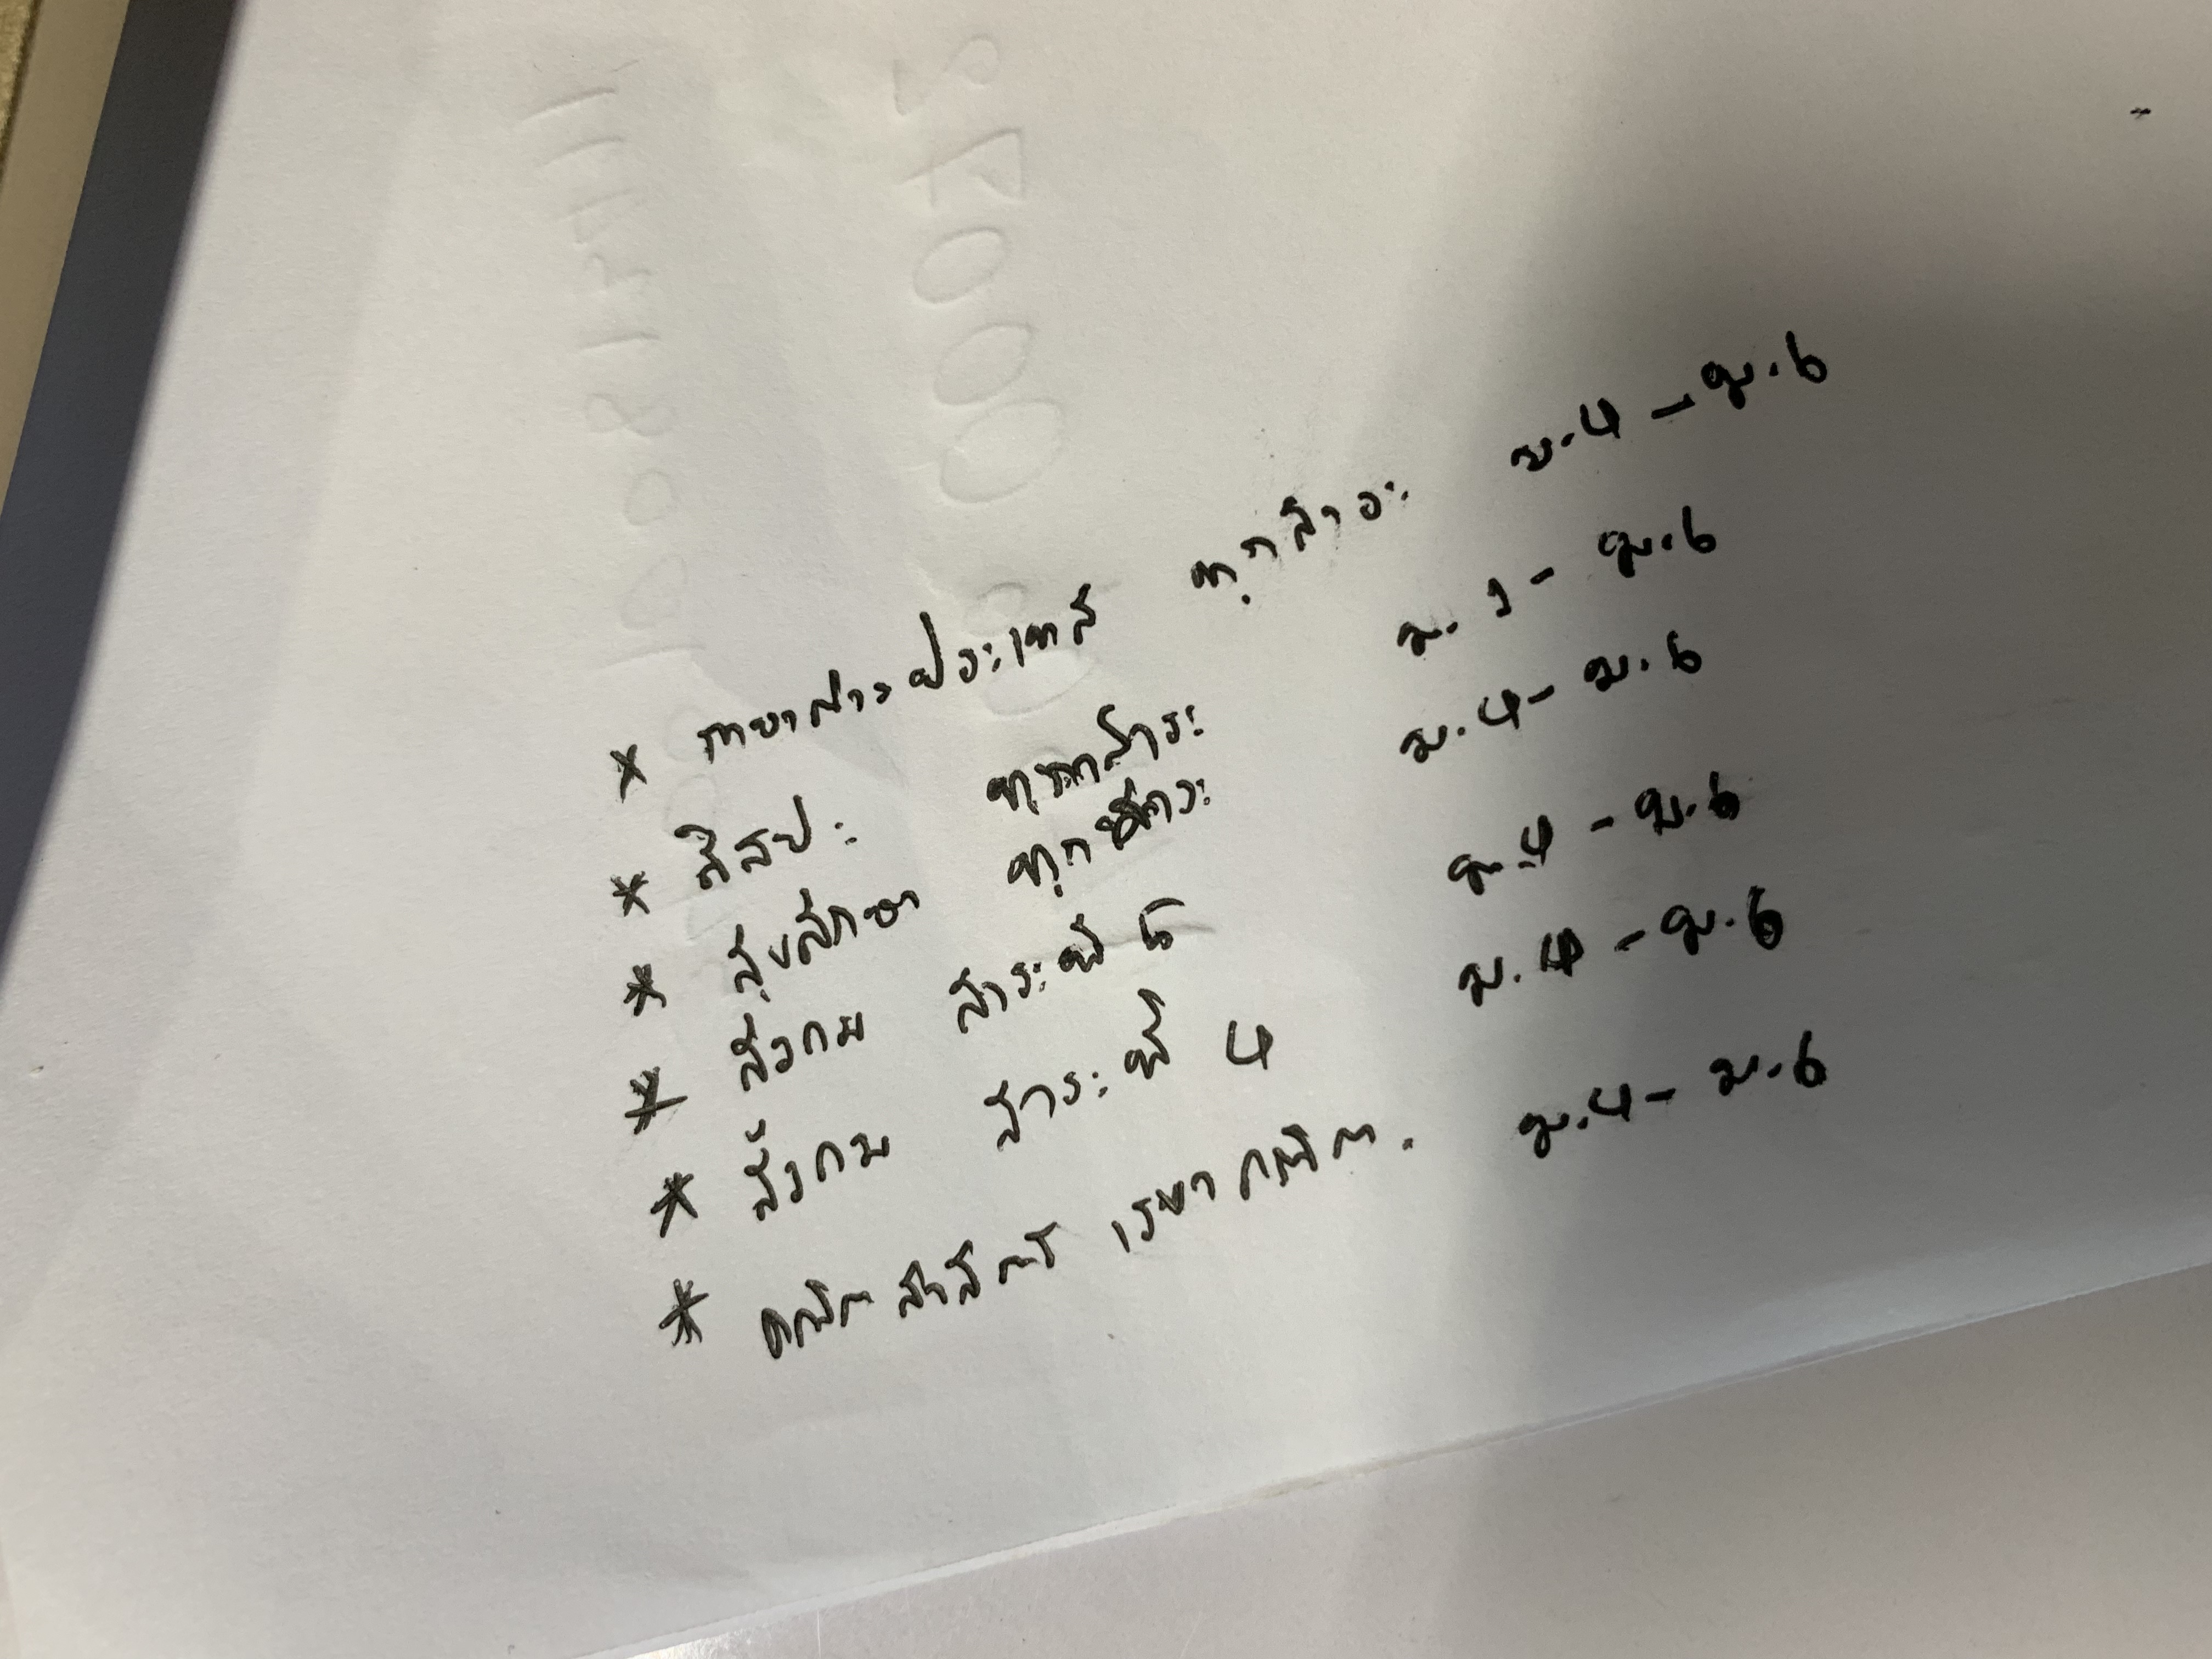 * ภาษาต่างประเทศ ทุกสาระ ม.4 - ม.6
* ศิลปะ ทุกสาระ ม. 1 - ม.6
* สุขศึกษา ทุกสาระ ม.4 - ม.6
* สังคม สาระที่ 5 ม.4 - ม.6
* สังคม สาระที่ 4 ม.4 - ม.6
* คณิตศาสตร์ เรขาคณิต. ม.4 - ม.6